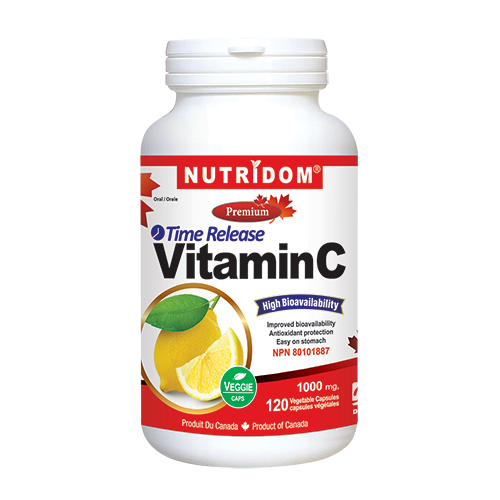 NUTRIDOM®
Oral / Orale
Premium
Time Release
Vitamin C
High Bioavailability
Improved bioavailability
Antioxidant protection
Easy on stomach
NPN 80101887
VEGGIE
CAPS
1000 mg.
120 Vegetable Capsules
capsules végétales
Produit Du Canada Product of Canada